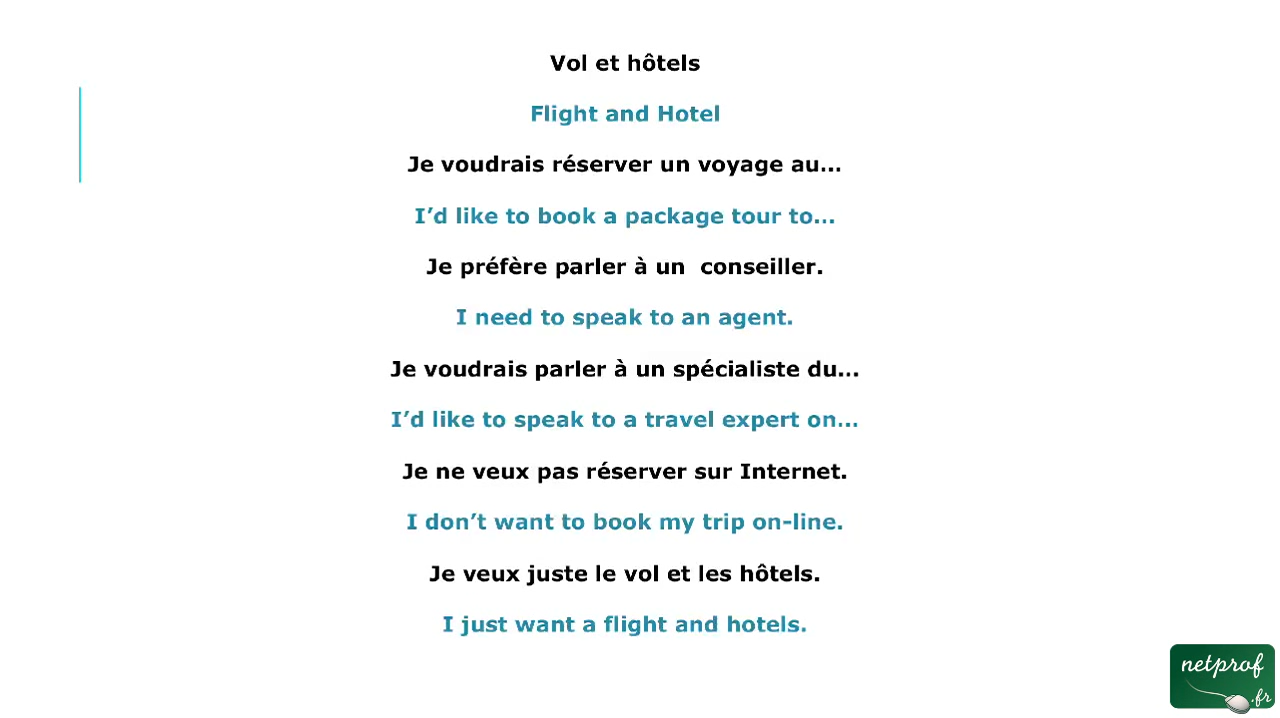 Vol et hôtels
Flight and Hotel
Je voudrais réserver un voyage au...
I’d like to book a package tour to...
Je préfère parler à un  conseiller.
I need to speak to an agent.
Je voudrais parler à un spécialiste du...
I’d like to speak to a travel expert on...
Je ne veux pas réserver sur Internet.
I don’t want to book my trip on-line.
Je veux juste le vol et les hôtels.
I just want a flight and hotels.
netprof
.fr